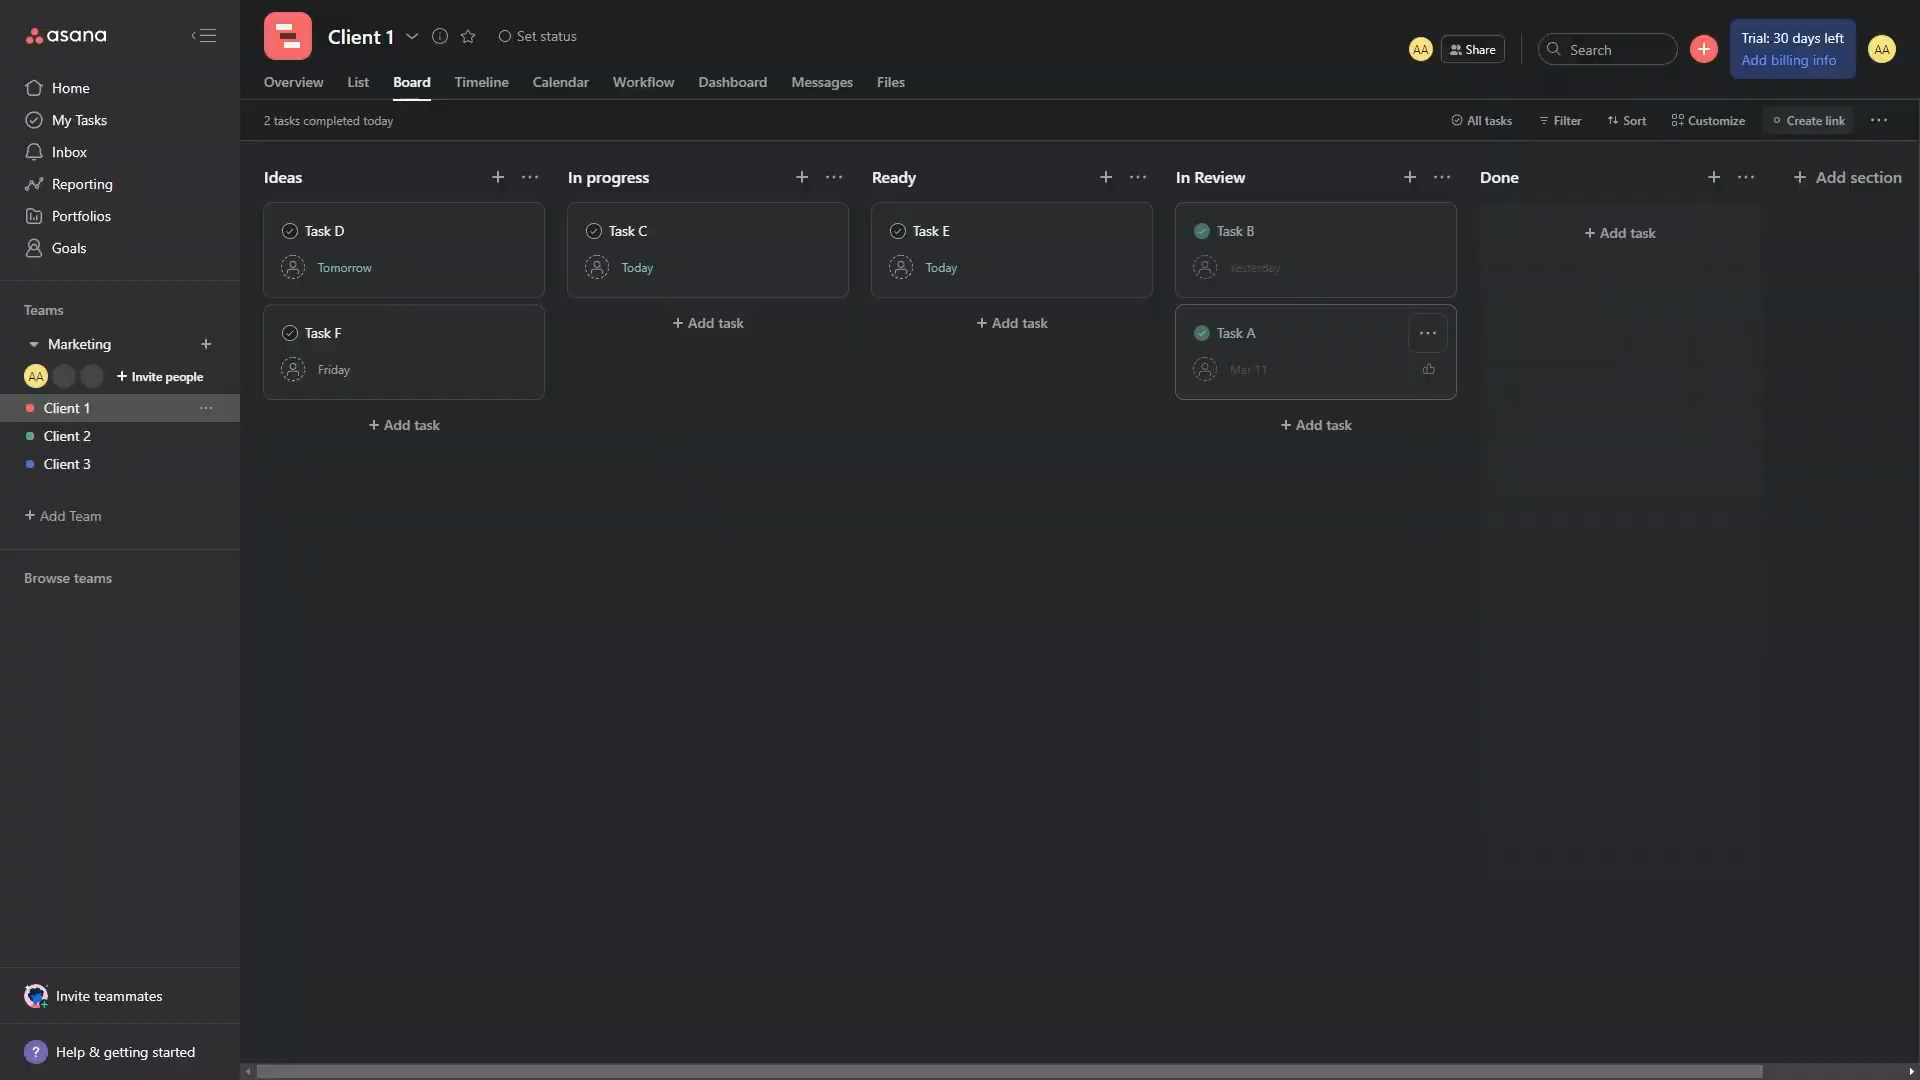 asana
Home
My Tasks
Inbox
Reporting
Portfolios
Goals
Teams
Marketing
AA
Invite people
Client 1
Client 2
Client 3
+ Add Team
Browse teams
Invite teammates
? Help & getting started
Client 1
Set status
Overview
List
Board
Timeline
Calendar
Workflow
Dashboard
Messages
Files
AA
Share
Search
Trial: 30 days left
Add billing info
AA
2 tasks completed today
All tasks
Filter
Sort
Customize
Create link
Ideas
Task D
Tomorrow
Task F
Friday
+ Add task
In progress
Task C
Today
+ Add task
Ready
Task E
Today
+ Add task
In Review
Task B
Yesterday
Task A
Mar 11
+ Add task
Done
+ Add task
+ Add section